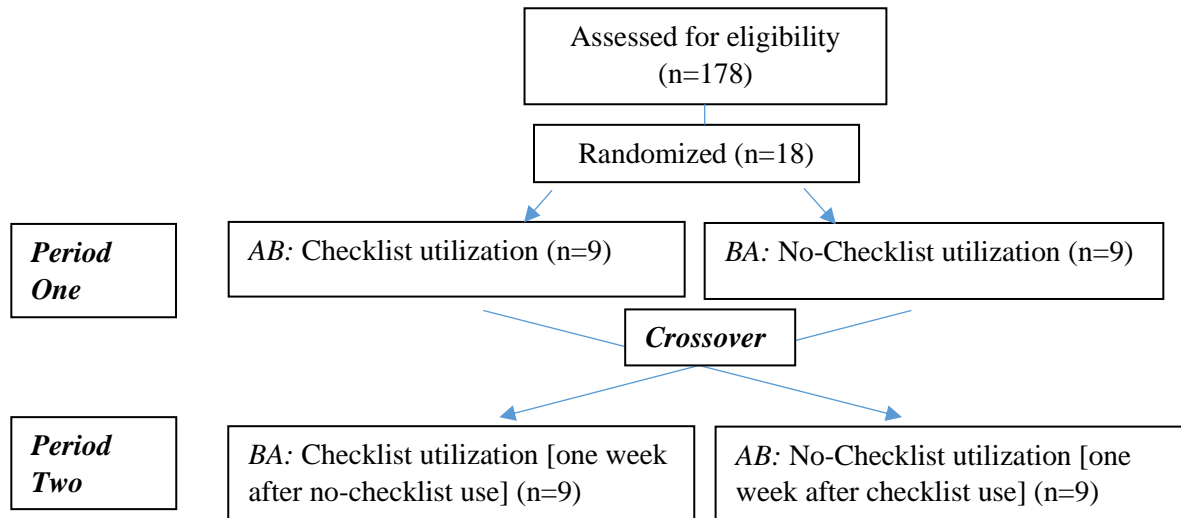 Assessed for eligibility
(n=178)
Randomized (n=18)
Period
One
AB: Checklist utilization (n=9)
BA: No-Checklist utilization (n=9)
Crossover
Period
Two
BA: Checklist utilization [one week
after no-checklist use] (n=9)
AB: No-Checklist utilization [one
week after checklist use] (n=9)